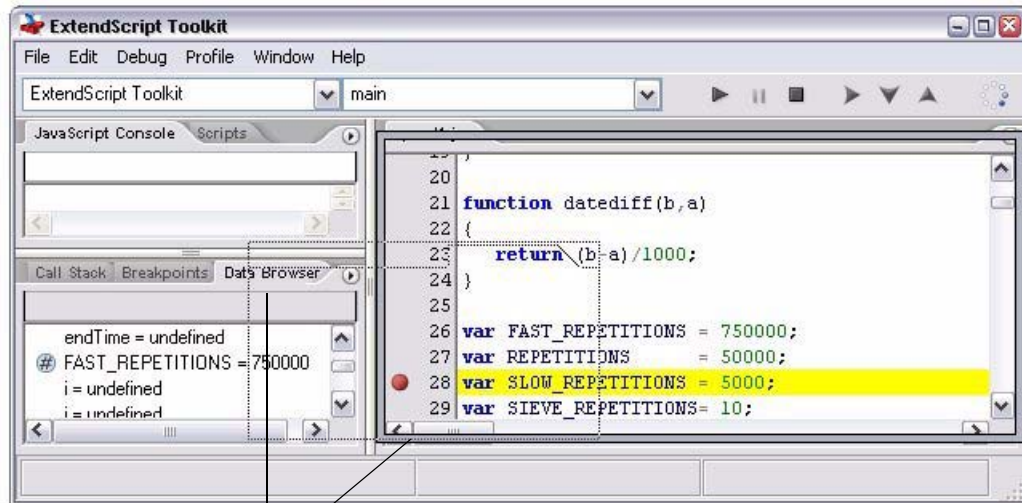 ExtendScript Toolkit
File Edit Debug Profile Window Help
ExtendScript Toolkit main
JavaScript Console Scripts
20
21 function datediff(b,a)
22 {
23 return (b-a)/1000;
24 }
25
26 var FAST_REPETITIONS = 750000;
27 var REPETITIONS = 50000;
28 var SLOW_REPETITIONS = 5000;
29 var SIEVE_REPETITIONS= 10;
Call Stack Breakpoints Data Browser
endTime = undefined
# FAST_REPETITIONS = 750000
i = undefined
j = undefined